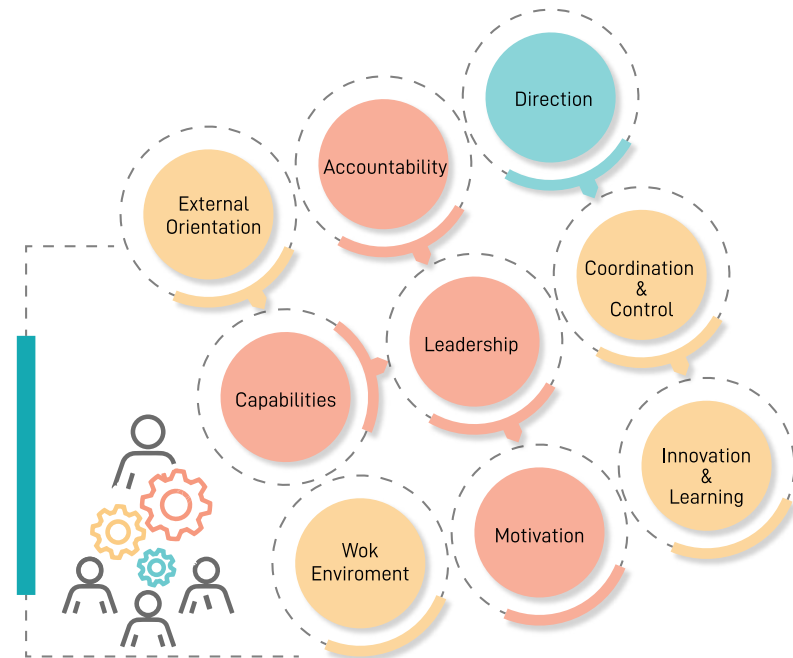 Direction
Accountability
External
Orientation
Coordination
&
Control
Leadership
Capabilities
Innovation
&
Learning
Motivation
Wok
Enviroment